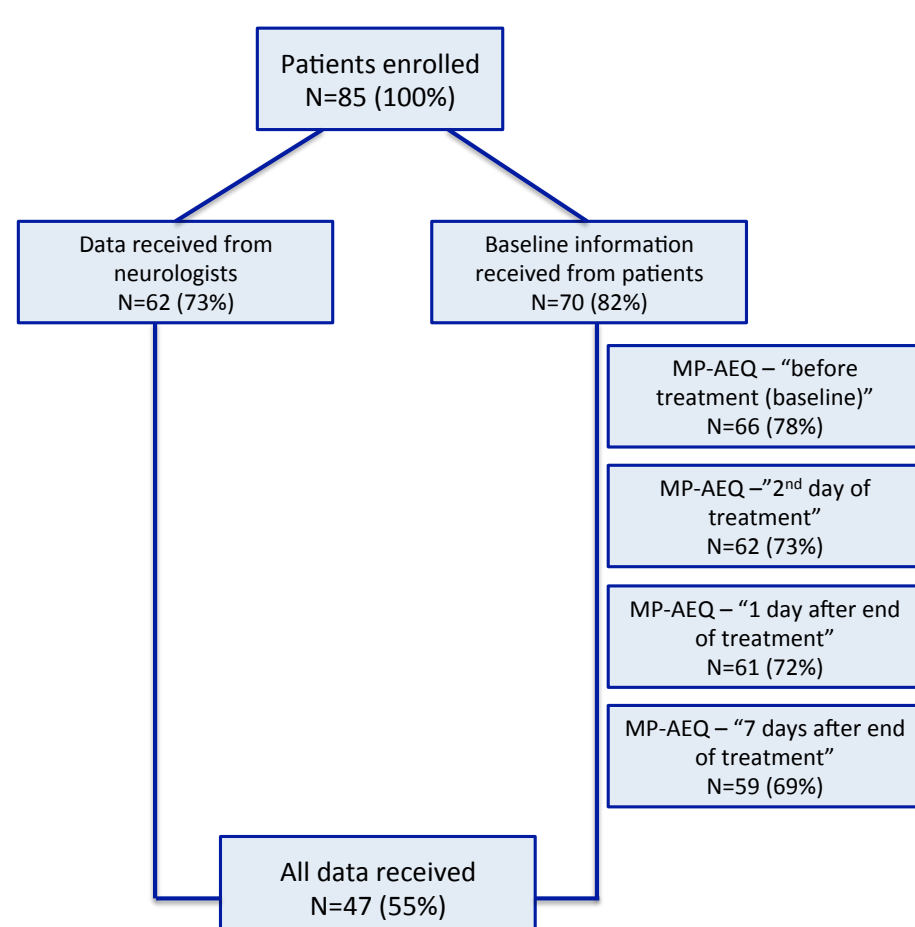 Patients enrolled
N=85 (100%)
Data received from
neurologists
N=62 (73%)
Baseline information
received from patients
N=70 (82%)
MP-AEQ – “before
treatment (baseline)”
N=66 (78%)
MP-AEQ –”2nd day of
treatment”
N=62 (73%)
MP-AEQ – “1 day after end
of treatment”
N=61 (72%)
MP-AEQ – “7 days after end
of treatment”
N=59 (69%)
All data received
N=47 (55%)